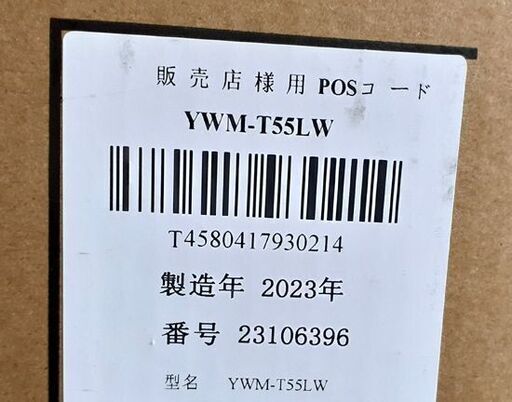 販売店様用 POSコード
YWM-T55LW
T4580417930214
製造年 2023年
番号 23106396
型名 YWM-T55LW